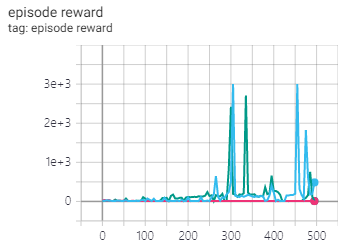 episode reward
tag: episode reward
3e+3
2e+3
1e+3
0
0 100 200 300 400 500